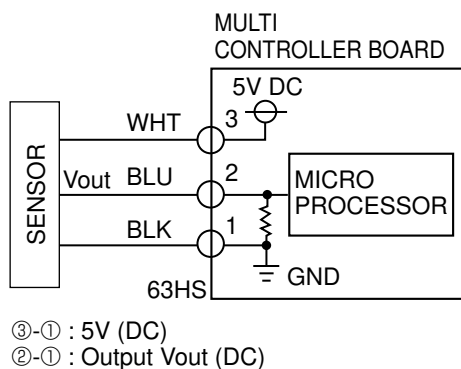 MULTI
CONTROLLER BOARD
5V DC
WHT 3
SENSOR
Vout BLU 2
MICRO
PROCESSOR
BLK 1
GND
63HS
③-① : 5V (DC)
②-① : Output Vout (DC)